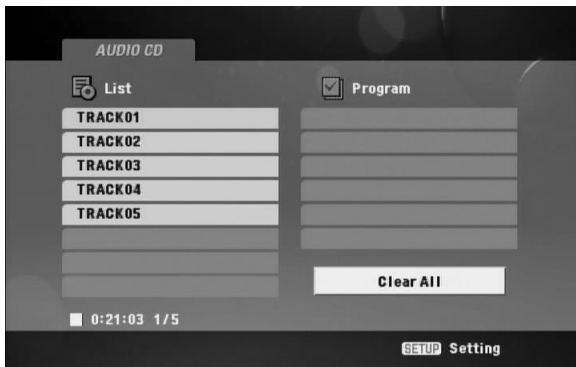 AUDIO CD
List
TRACK01
TRACK02
TRACK03
TRACK04
TRACK05
0:21:03 1/5
Program
Clear All
SETUP Setting